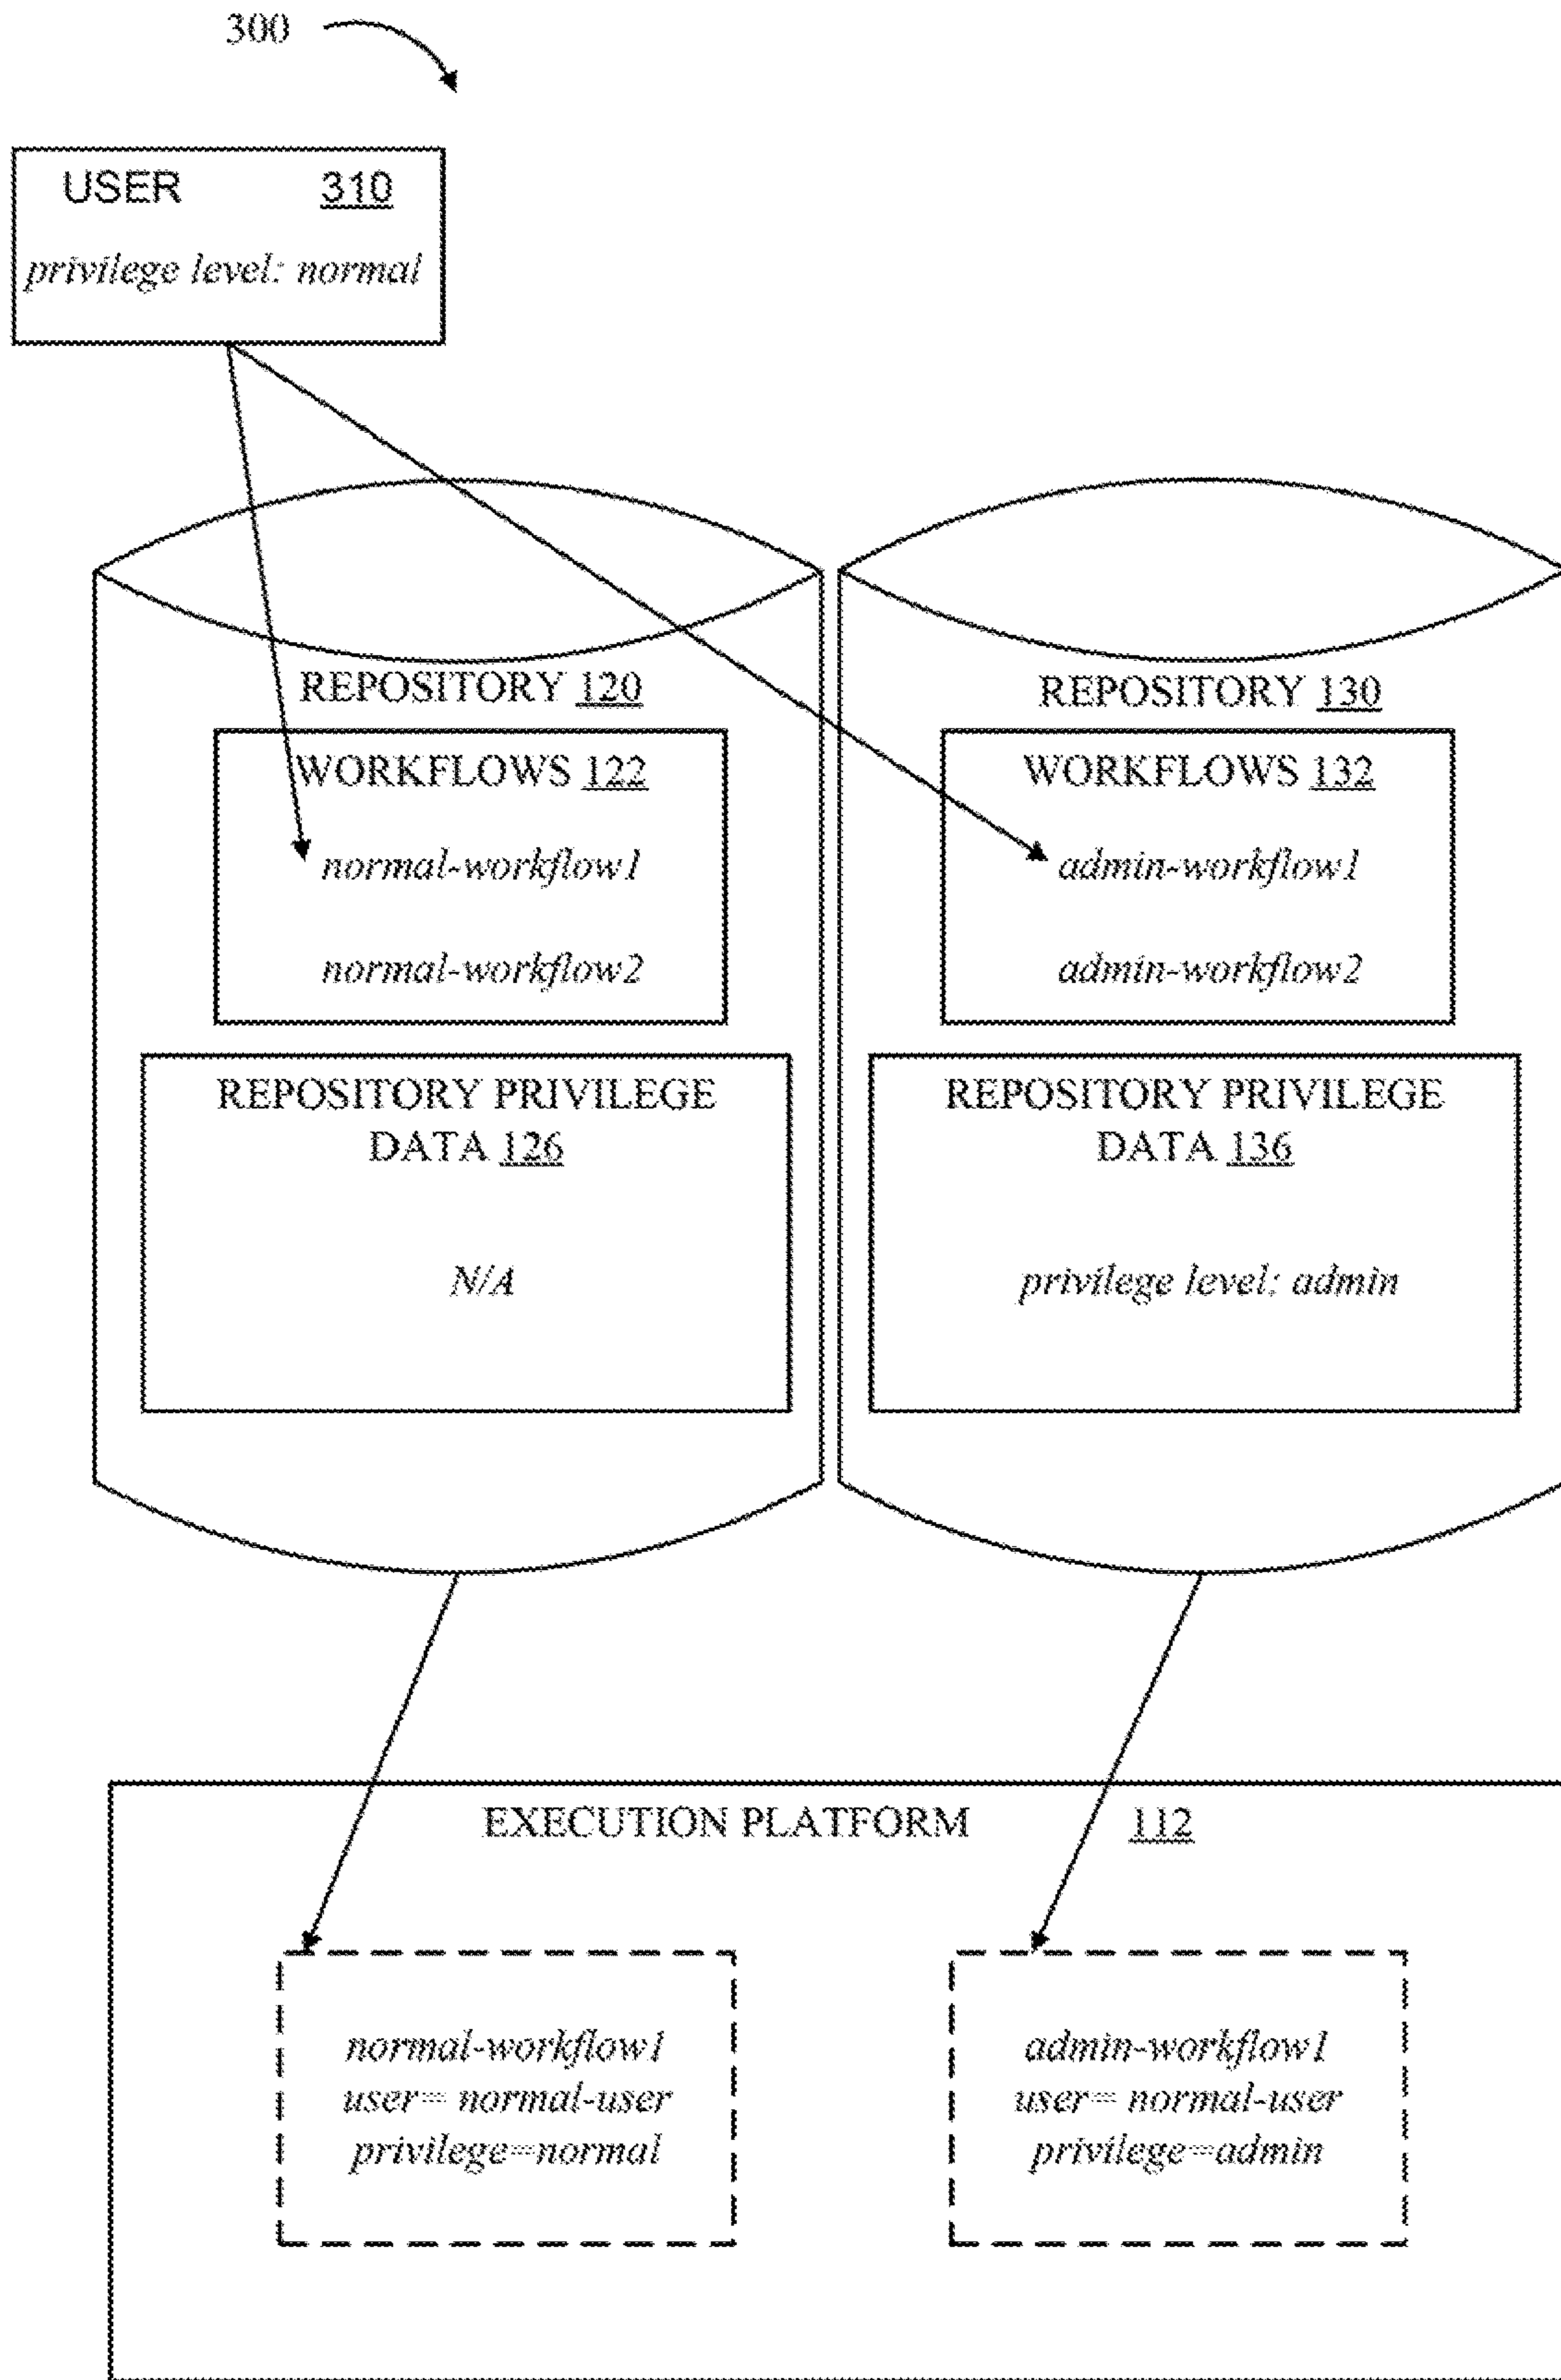 300
USER 310
privilege level: normal
REPOSITORY 120
WORKFLOWS 122
normal-workflow1
normal-workflow2
REPOSITORY PRIVILEGE
DATA 126
N/A
REPOSITORY 130
WORKFLOWS 132
admin-workflow1
admin-workflow2
REPOSITORY PRIVILEGE
DATA 136
privilege level: admin
EXECUTION PLATFORM 112
normal-workflow1
user= normal-user
privilege=normal
admin-workflow1
user= normal-user
privilege=admin